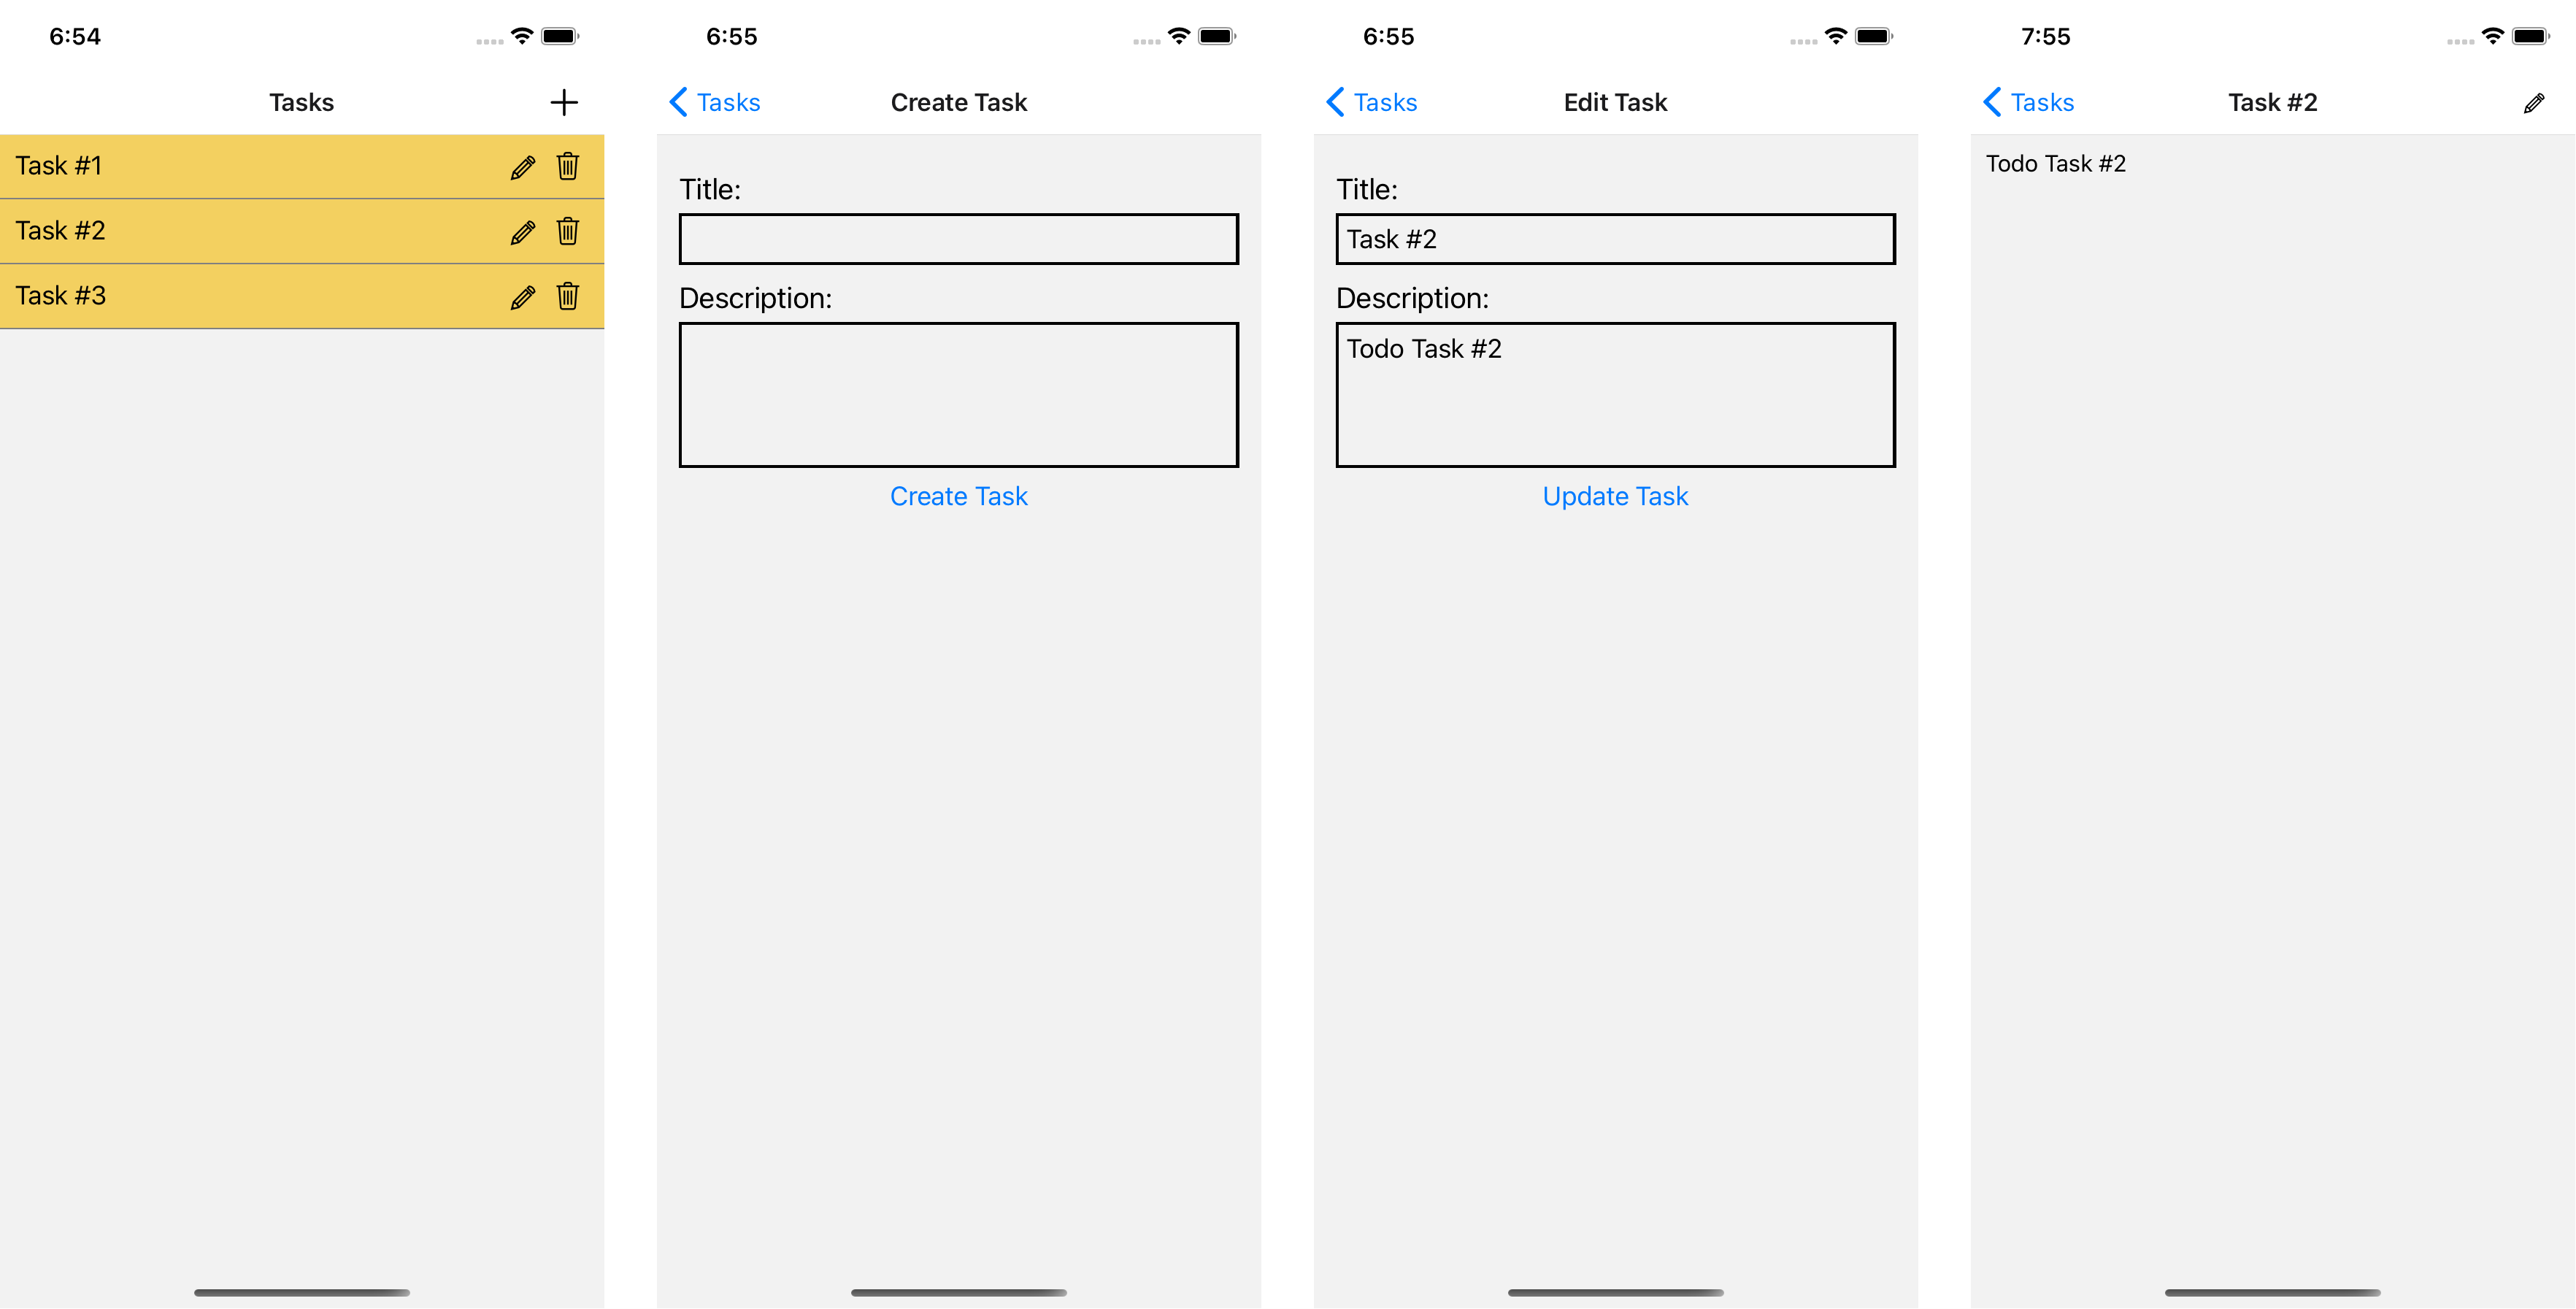 6:54
Tasks
Task #1
Task #2
Task #3
6:55
Tasks
Create Task
Title:
Description:
Create Task
6:55
Tasks
Edit Task
Title:
Task #2
Description:
Todo Task #2
Update Task
7:55
Tasks
Task #2
Todo Task #2